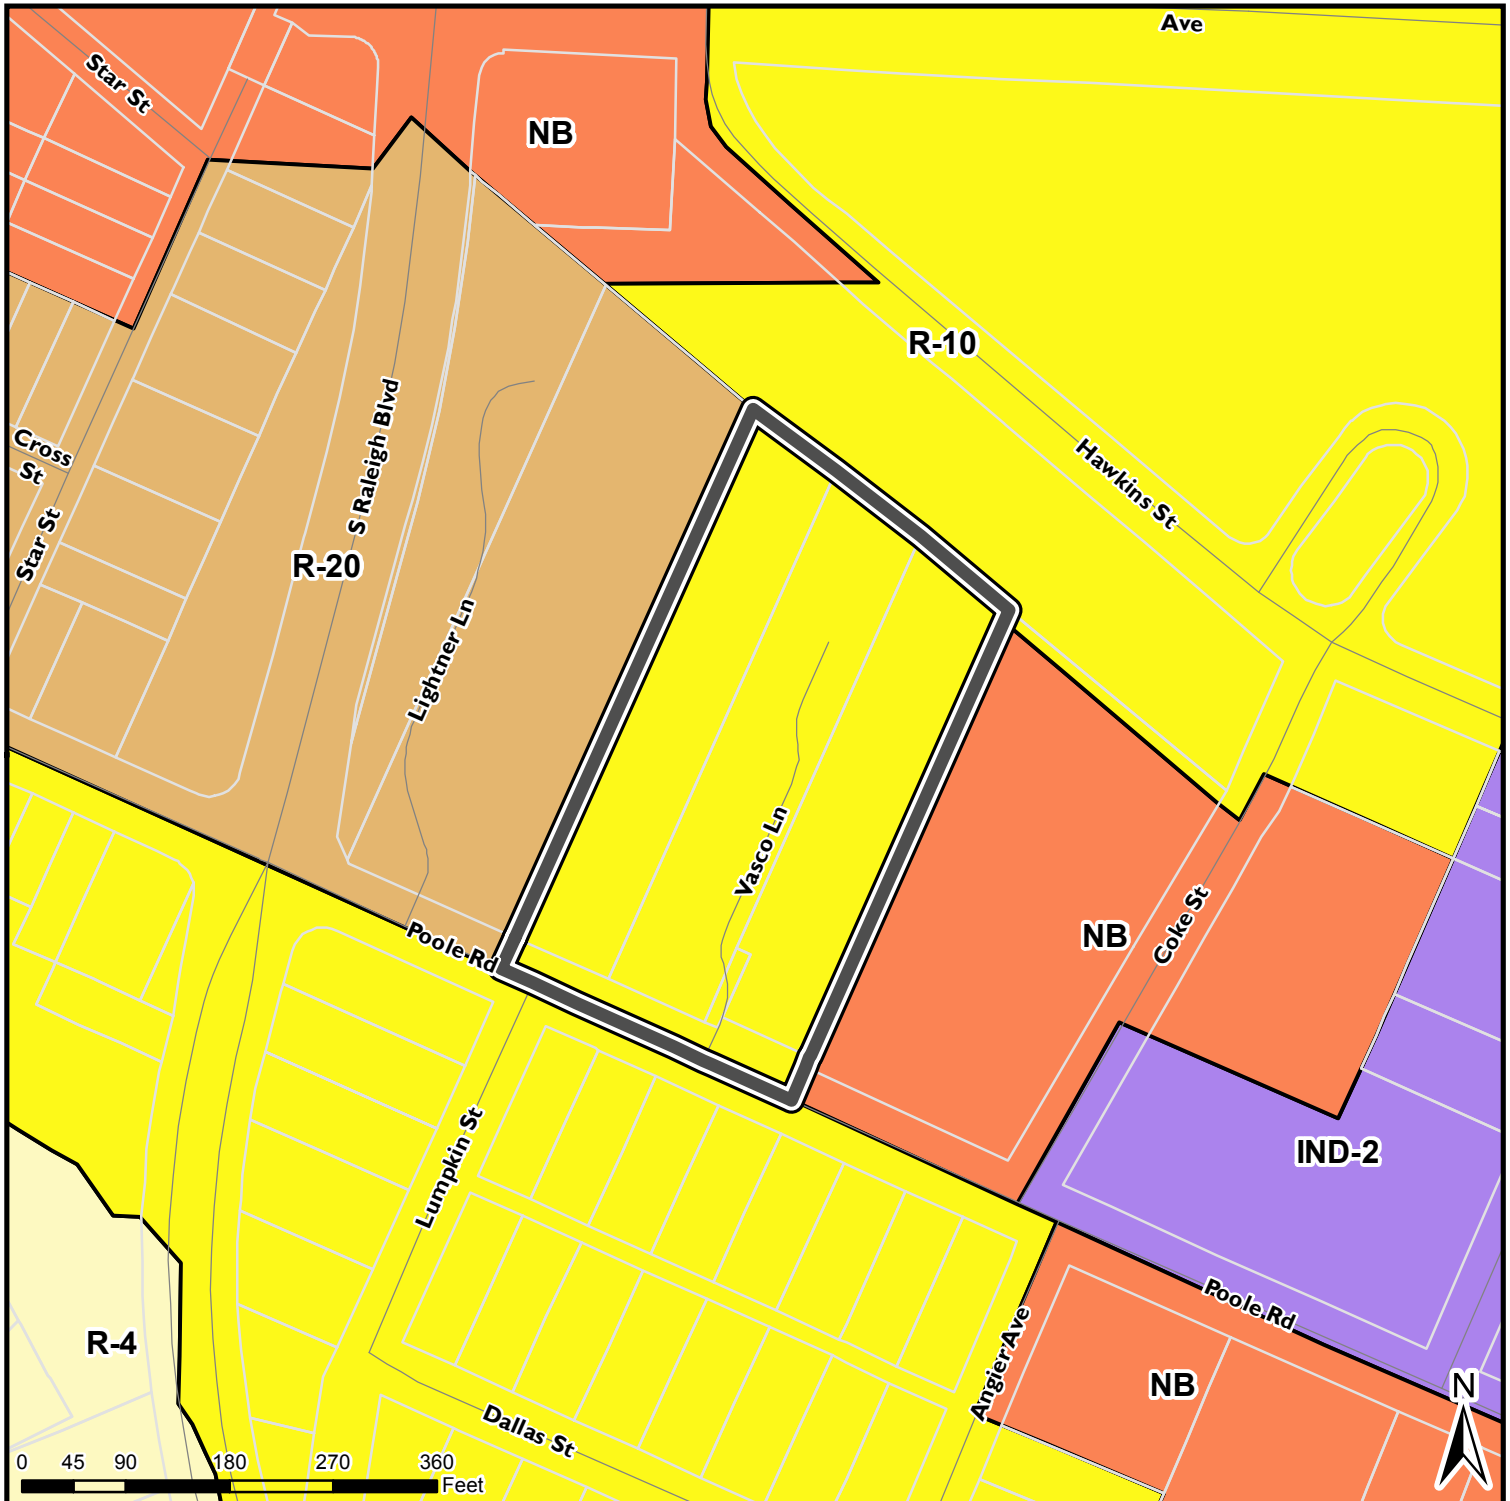 Ave
Star St
NB
R-10
Hawkins St
S Raleigh Blvd
Cross
St
Star St
R-20
Lightner Ln
Vasco Ln
NB
Coke St
Poole Rd
Lumpkin St
IND-2
Poole Rd
R-4
Angier Ave
NB
N
Dallas St
0 45 90 180 270 360
Feet